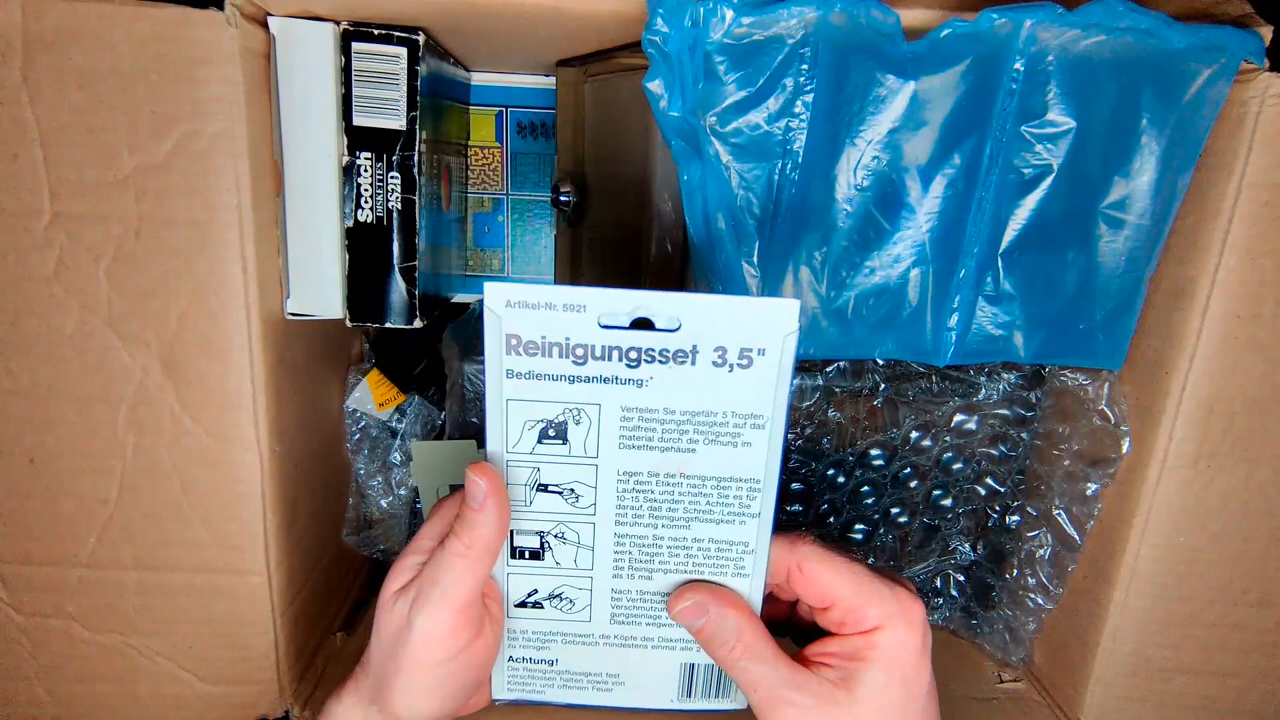 Scotch
DISKETTES
2S2D
CAUTION
Artikel-Nr. 5921
Reinigungsset 3,5"
Bedienungsanleitung:*
Verteilen Sie ungefähr 5 Tropfen
der Reinigungsflüssigkeit auf das
mullfreie, porige Reinigungs-
material durch die Öffnung im
Diskettengehäuse.
Legen Sie die Reinigungsdiskette
mit dem Etikett nach oben in das
Laufwerk und schalten Sie es für
10-15 Sekunden ein. Achten Sie
darauf, daß der Schreib-/Lesekopf
mit der Reinigungsflüssigkeit in
Berührung kommt.
Nehmen Sie nach der Reinigung
die Diskette wieder aus dem Lauf-
werk. Tragen Sie den Verbrauch
am Etikett ein und benutzen Sie
die Reinigungsdiskette nicht öfter
als 15 mal.
Nach 15malige
bei Verfärbun
Verschmutzun
gungseinlage
Diskette wegwerfe
Es ist empfehlenswert, die Köpfe des Disketten
bei häufigem Gebrauch mindestens einmal alle 2
zu reinigen.
Achtung!
Die Reinigungsflüssigkeit fest
verschlossen halten sowie von
Kindern und offenem Feuer
fernhalten.